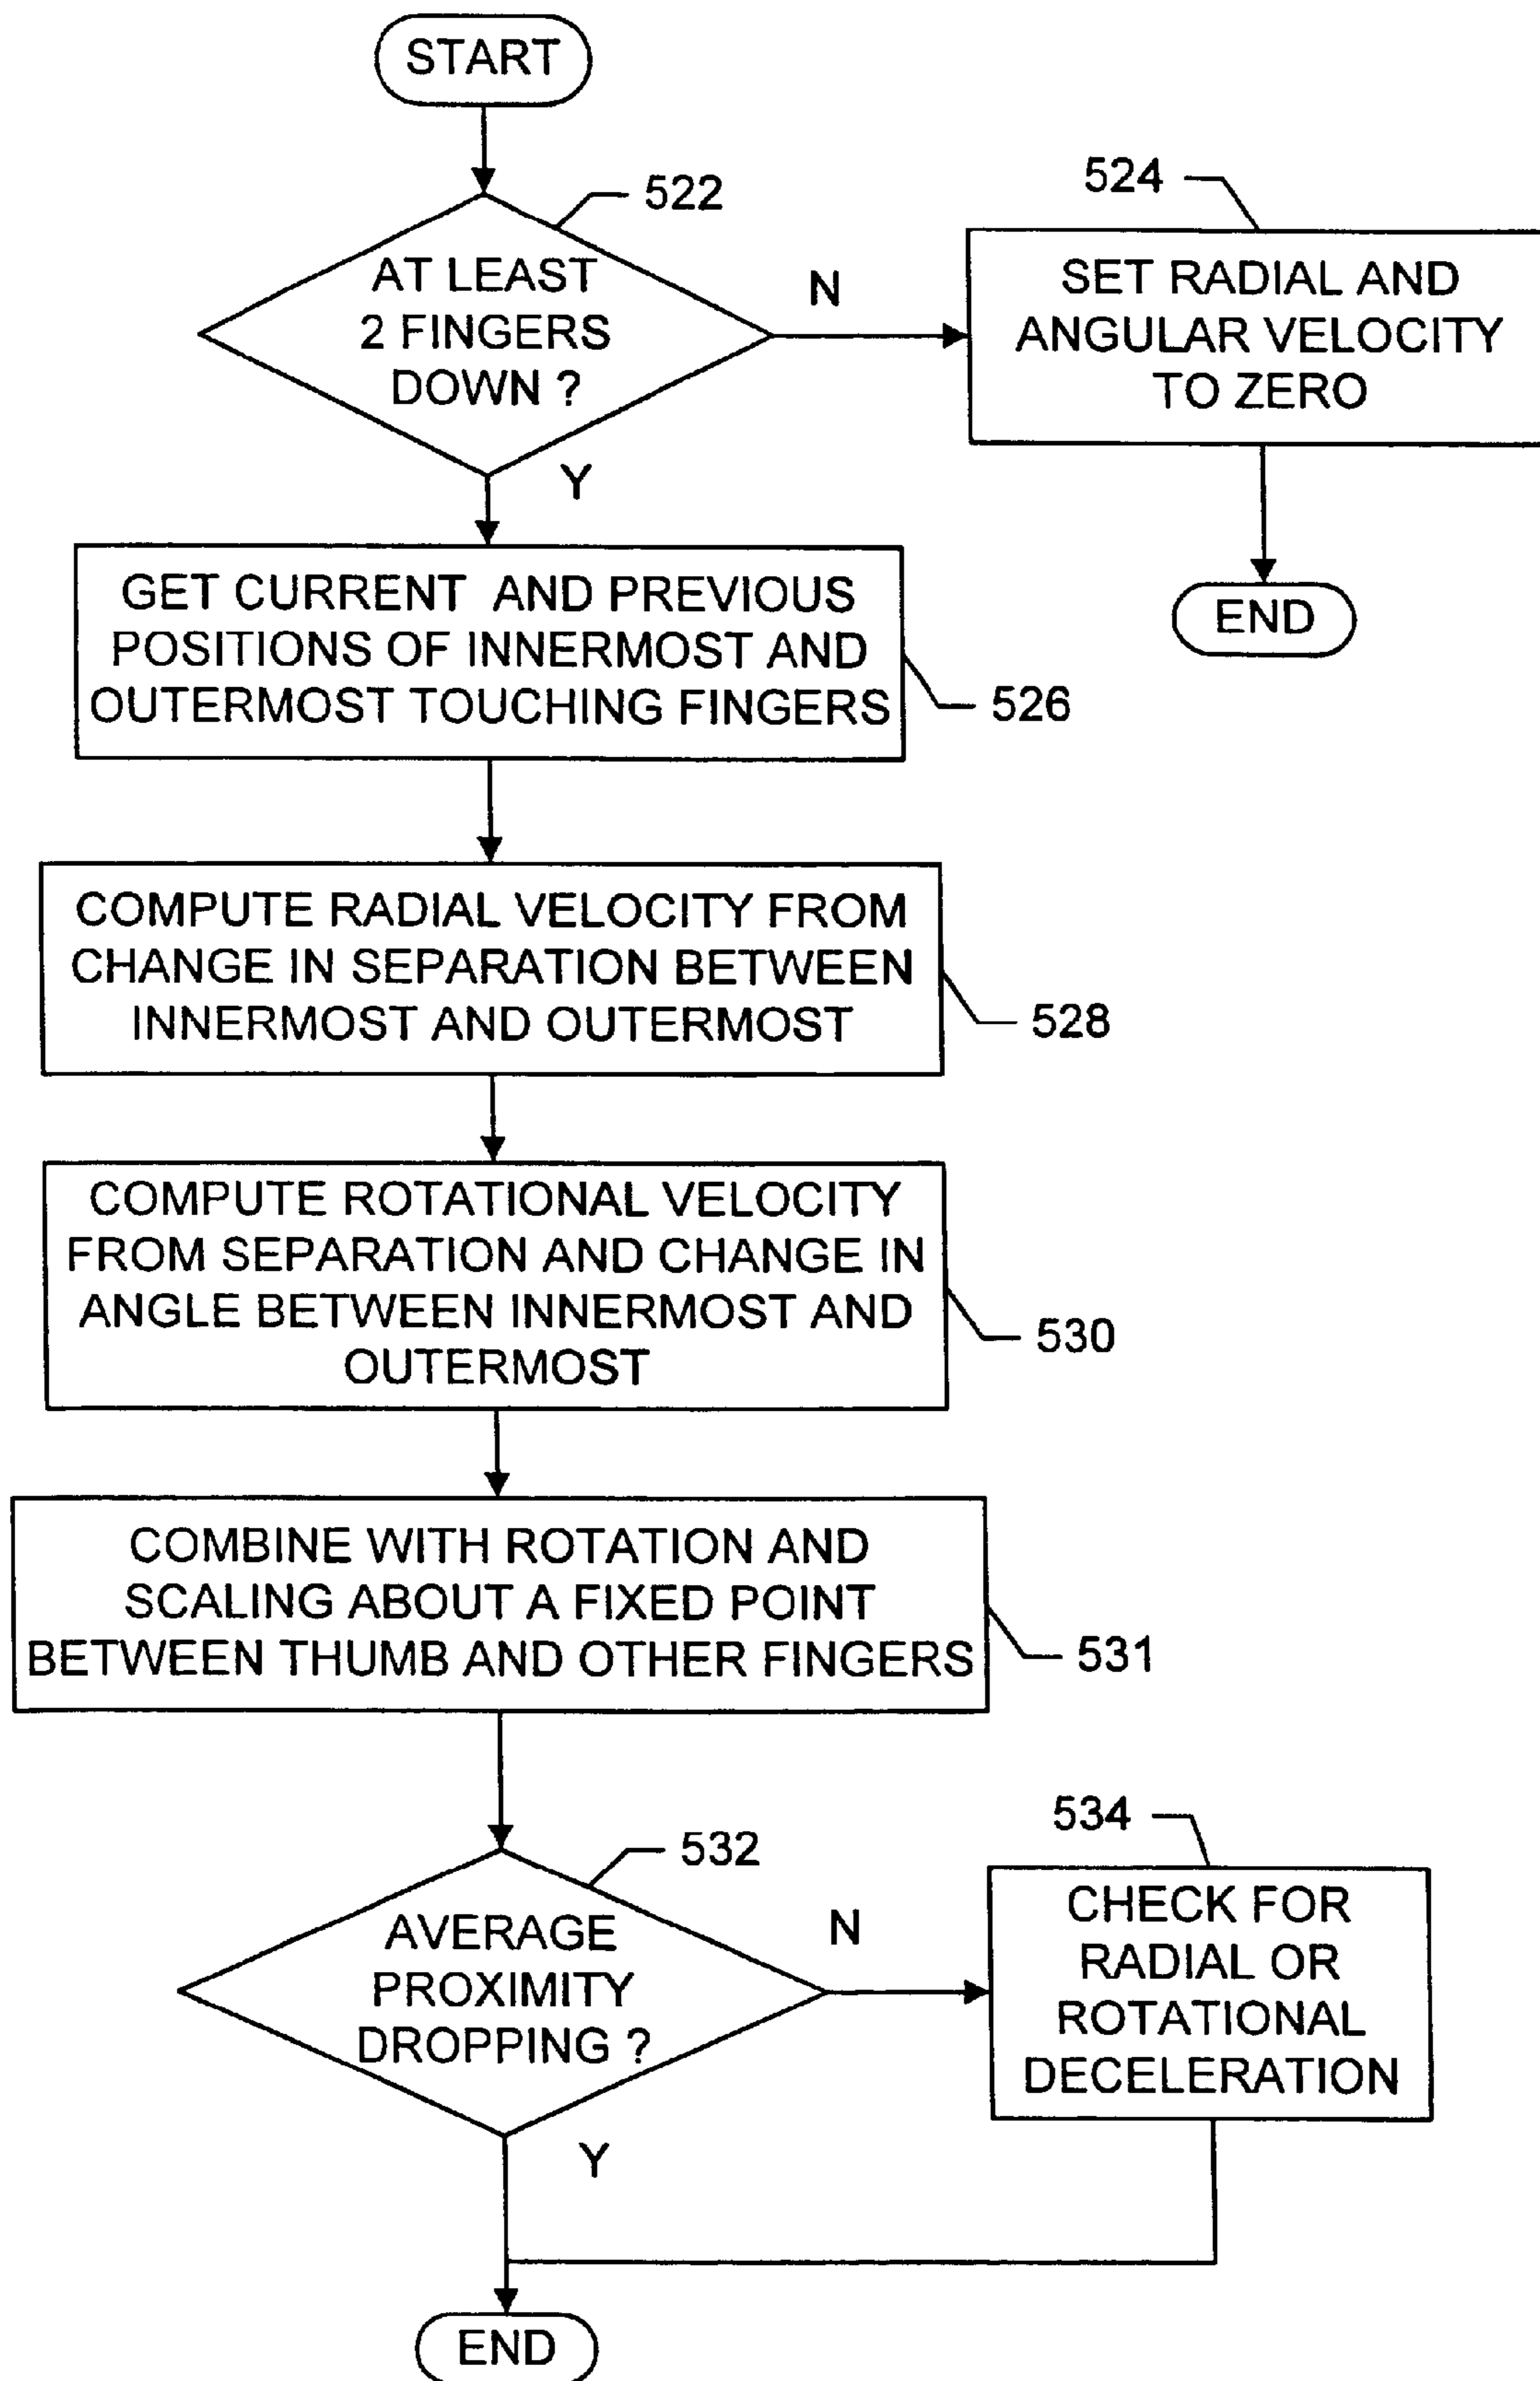 START
522
AT LEAST
2 FINGERS
DOWN ?
N
524
SET RADIAL AND
ANGULAR VELOCITY
TO ZERO
END
Y
GET CURRENT AND PREVIOUS
POSITIONS OF INNERMOST AND
OUTERMOST TOUCHING FINGERS
526
COMPUTE RADIAL VELOCITY FROM
CHANGE IN SEPARATION BETWEEN
INNERMOST AND OUTERMOST
528
COMPUTE ROTATIONAL VELOCITY
FROM SEPARATION AND CHANGE IN
ANGLE BETWEEN INNERMOST AND
OUTERMOST
530
COMBINE WITH ROTATION AND
SCALING ABOUT A FIXED POINT
BETWEEN THUMB AND OTHER FINGERS
531
532
AVERAGE
PROXIMITY
DROPPING ?
N
534
CHECK FOR
RADIAL OR
ROTATIONAL
DECELERATION
Y
END